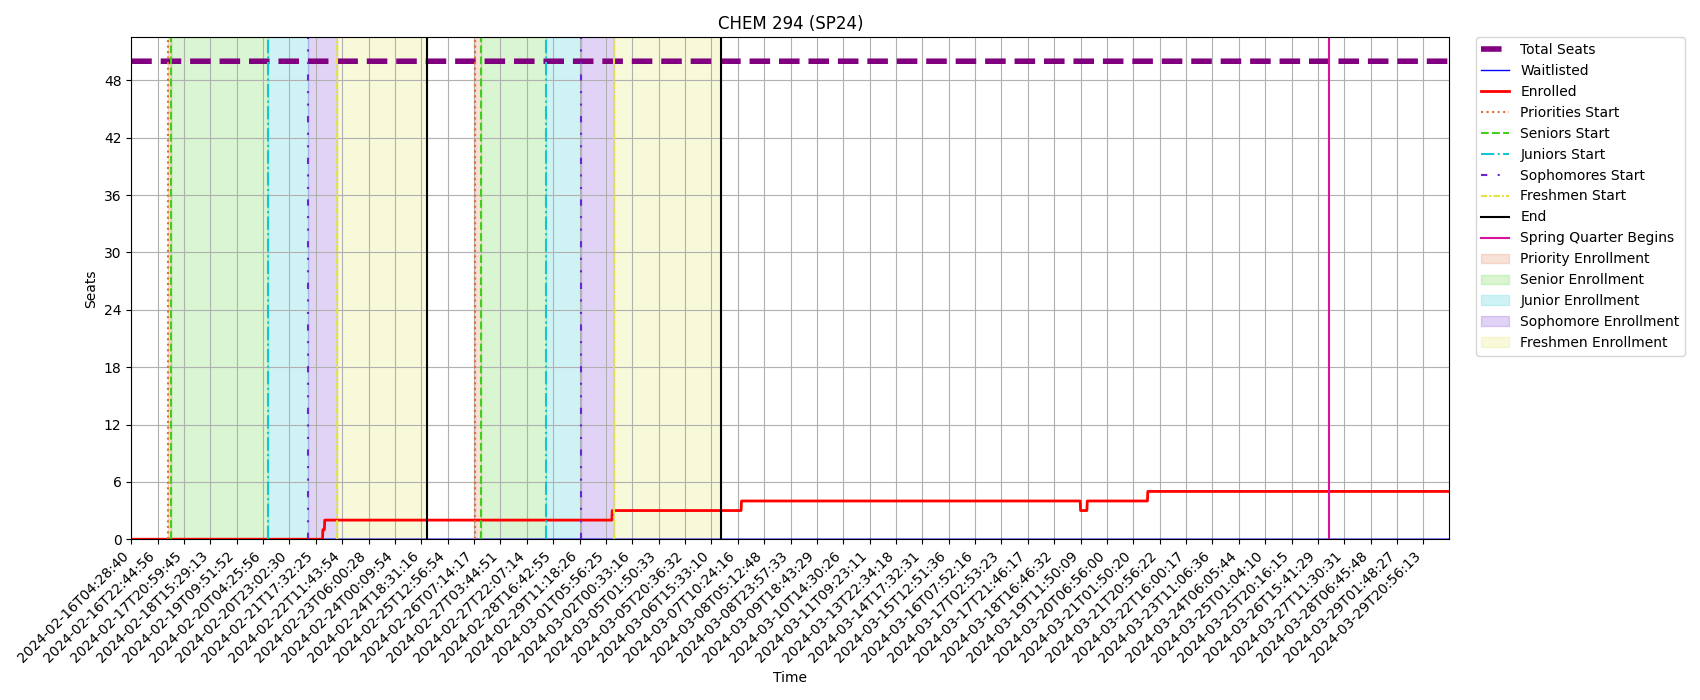 CHEM 294 (SP24)
Seats
48
42
36
30
24
18
12
6
0
2024-02-16T04:28:40
2024-02-16T22:44:56
2024-02-17T20:59:45
2024-02-18T15:29:13
2024-02-19T09:51:52
2024-02-20T04:25:56
2024-02-20T23:02:30
2024-02-21T17:32:25
2024-02-22T11:43:54
2024-02-23T06:00:28
2024-02-24T00:09:54
2024-02-24T18:31:16
2024-02-25T12:56:54
2024-02-26T07:14:17
2024-02-27T03:44:51
2024-02-27T22:07:14
2024-02-28T16:42:55
2024-02-29T11:18:26
2024-03-01T05:56:25
2024-03-02T00:33:16
2024-03-05T01:50:33
2024-03-05T20:36:32
2024-03-06T15:33:10
2024-03-07T10:24:16
2024-03-08T05:12:48
2024-03-08T23:57:33
2024-03-09T18:43:29
2024-03-10T14:30:26
2024-03-11T09:23:11
2024-03-13T22:34:18
2024-03-14T17:32:31
2024-03-15T12:51:36
2024-03-16T07:52:16
2024-03-17T02:53:23
2024-03-17T21:46:17
2024-03-18T16:46:32
2024-03-19T11:50:09
2024-03-20T06:56:00
2024-03-21T01:50:20
2024-03-21T20:56:22
2024-03-22T16:00:17
2024-03-23T11:06:36
2024-03-24T06:05:44
2024-03-25T01:04:10
2024-03-25T20:16:15
2024-03-26T15:41:29
2024-03-27T11:30:31
2024-03-28T06:45:48
2024-03-29T01:48:27
2024-03-29T20:56:13
Time
Total Seats
Waitlisted
Enrolled
Priorities Start
Seniors Start
Juniors Start
Sophomores Start
Freshmen Start
End
Spring Quarter Begins
Priority Enrollment
Senior Enrollment
Junior Enrollment
Sophomore Enrollment
Freshmen Enrollment